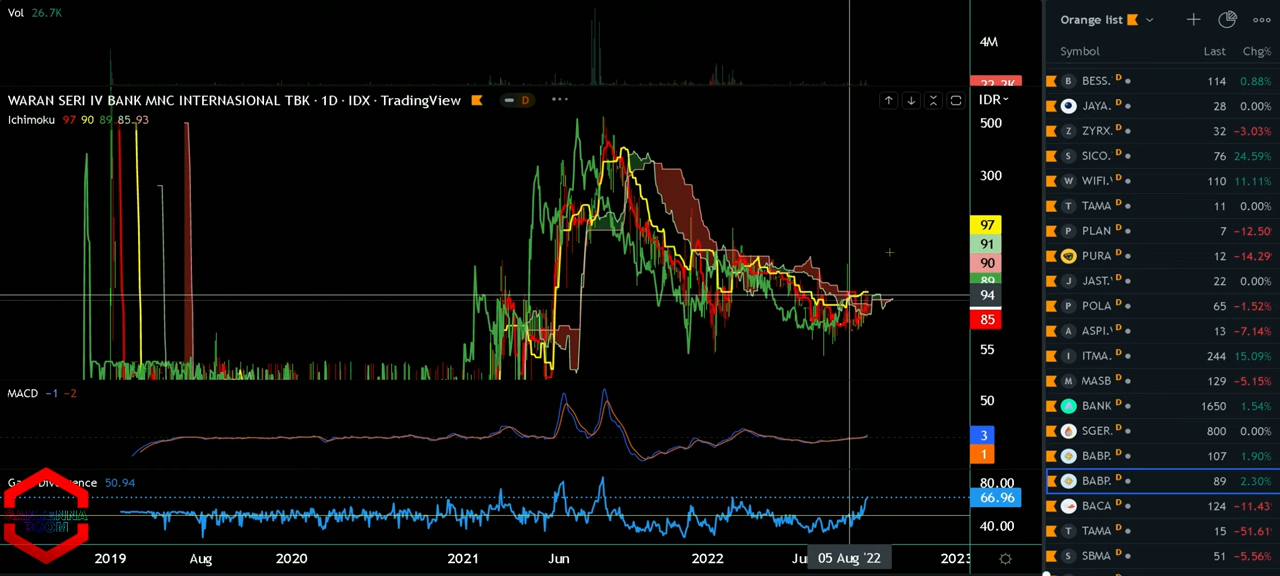 Vol 26.7K
4M
22.2K
WARAN SERI IV BANK MNC INTERNASIONAL TBK · 1D · IDX · TradingView D
IDR
Ichimoku 97 90 89 85 93
500
300
97
91
90
89
94
85
55
MACD −1 −2
50
3
1
50.94
80.00
66.96
40.00
2019 Aug 2020 2021 Jun 2022 05 Aug '22 2023
Orange list
Symbol Last Chg%
B BESS. D 114 0.88%
JAYA. D 28 0.00%
Z ZYRX. D 32 −3.03%
S SICO. D 76 24.59%
W WIFI. D 110 11.11%
T TAMA D 11 0.00%
P PLAN D 7 −12.50
PURA D 12 −14.29
J JAST. D 22 0.00%
P POLA D 65 −1.52%
A ASPI. D 13 −7.14%
I ITMA. D 244 15.09%
M MASB D 129 −5.15%
BANK D 1650 1.54%
SGER. D 800 0.00%
BABP. D 107 1.90%
BABP. D 89 2.30%
BACA D 124 −11.43
T TAMA D 15 −51.61
S SBMA D 51 −5.56%